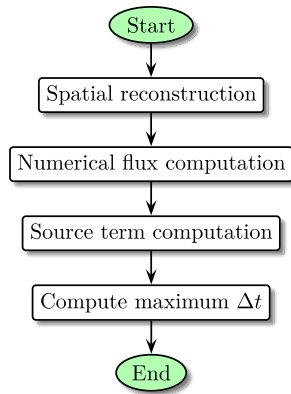 Start
Spatial reconstruction
Numerical flux computation
Source term computation
Compute maximum Δt
End